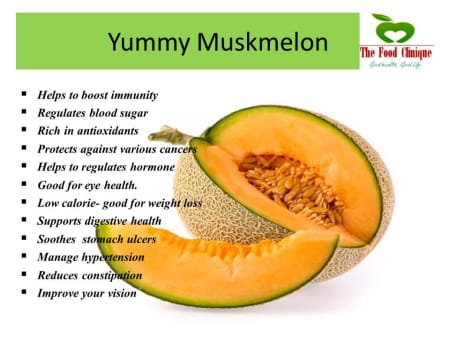 Yummy Muskmelon
The Food Clinique
Good health, Good Life
Helps to boost immunity
Regulates blood sugar
Rich in antioxidants
Protects against various cancers
Helps to regulates hormone
Good for eye health.
Low calorie- good for weight loss
Supports digestive health
Soothes stomach ulcers
Manage hypertension
Reduces constipation
Improve your vision